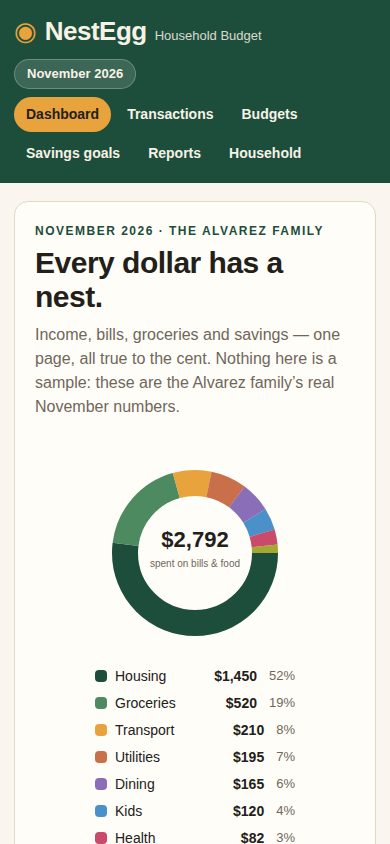 NestEgg Household Budget
November 2026
Dashboard Transactions Budgets
Savings goals Reports Household
NOVEMBER 2026 · THE ALVAREZ FAMILY
Every dollar has a
nest.
Income, bills, groceries and savings — one
page, all true to the cent. Nothing here is a
sample: these are the Alvarez family’s real
November numbers.
$2,792
spent on bills & food
Housing $1,450 52%
Groceries $520 19%
Transport $210 8%
Utilities $195 7%
Dining $165 6%
Kids $120 4%
Health $82 3%